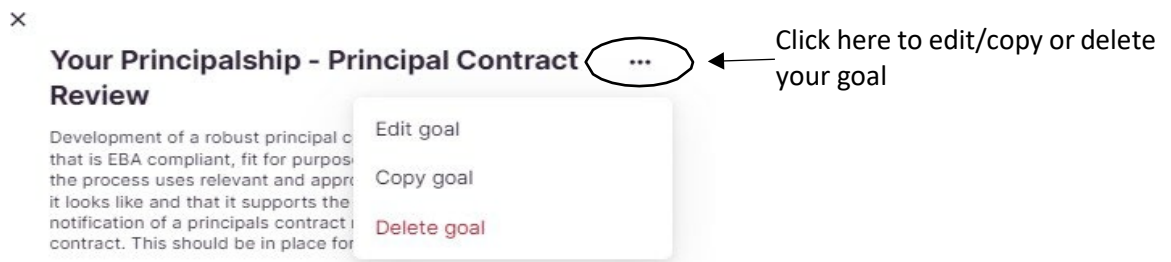 ×
Your Principalship - Principal Contract ...
Review
Click here to edit/copy or delete
your goal
Development of a robust principal
that is EBA compliant, fit for
the process uses relevant and
it looks like and that it supports the
notification of a principals contract
contract. This should be in place for
Edit goal
Copy goal
Delete goal